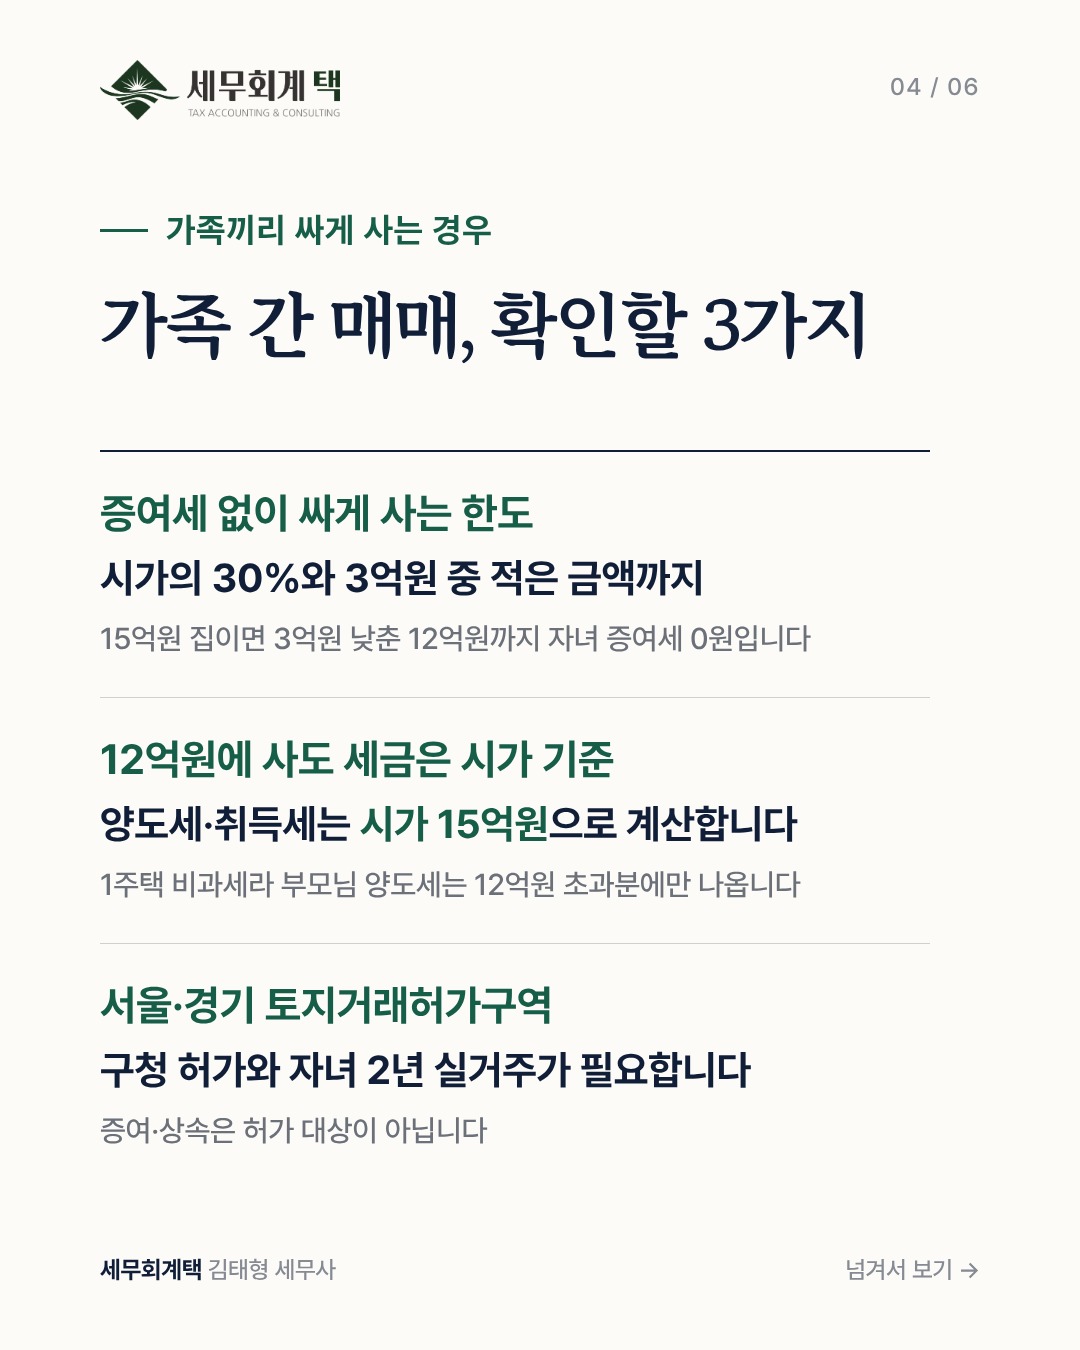 세무회계 택
TAX ACCOUNTING & CONSULTING
04 / 06
가족끼리 싸게 사는 경우
가족 간 매매, 확인할 3가지
증여세 없이 싸게 사는 한도
시가의 30%와 3억원 중 적은 금액까지
15억원 집이면 3억원 낮춘 12억원까지 자녀 증여세 0원입니다
12억원에 사도 세금은 시가 기준
양도세·취득세는 시가 15억원으로 계산합니다
1주택 비과세라 부모님 양도세는 12억원 초과분에만 나옵니다
서울·경기 토지거래허가구역
구청 허가와 자녀 2년 실거주가 필요합니다
증여·상속은 허가 대상이 아닙니다
세무회계택 김태형 세무사
넘겨서 보기 →